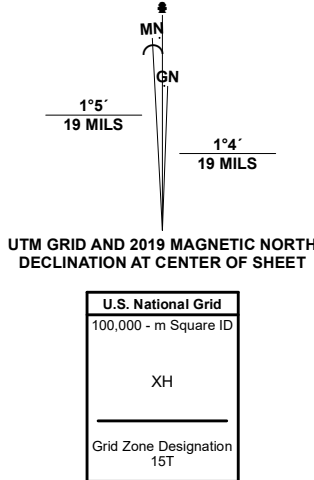 MN
GN
1°5´
19 MILS
1°4´
19 MILS
UTM GRID AND 2019 MAGNETIC NORTH
DECLINATION AT CENTER OF SHEET
U.S. National Grid
100,000 - m Square ID
XH
Grid Zone Designation
15T